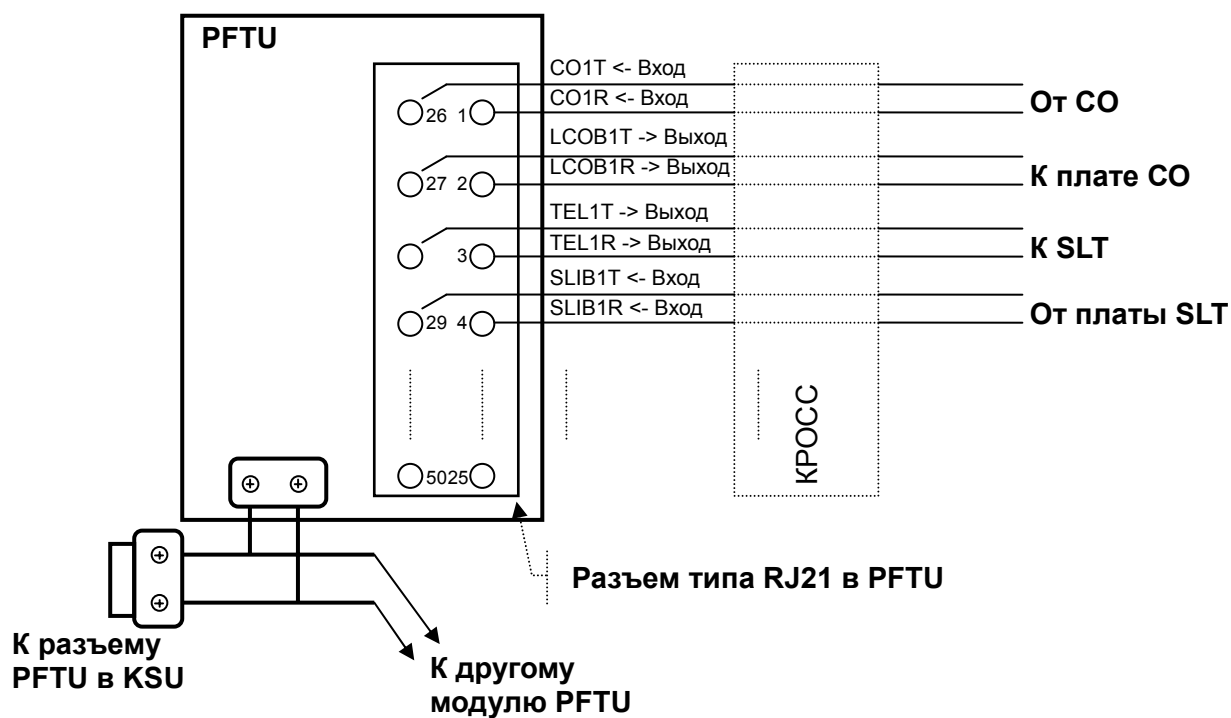 PFTU
CO1T <- Вход
26 1
CO1R <- Вход
От CO
LCOB1T -> Выход
27 2
LCOB1R -> Выход
К плате CO
TEL1T -> Выход
3
TEL1R -> Выход
К SLT
SLIB1T <- Вход
29 4
SLIB1R <- Вход
От платы SLT
КРОСС
5025
Разъем типа RJ21 в PFTU
К разъему
PFTU в KSU
К другому
модулю PFTU